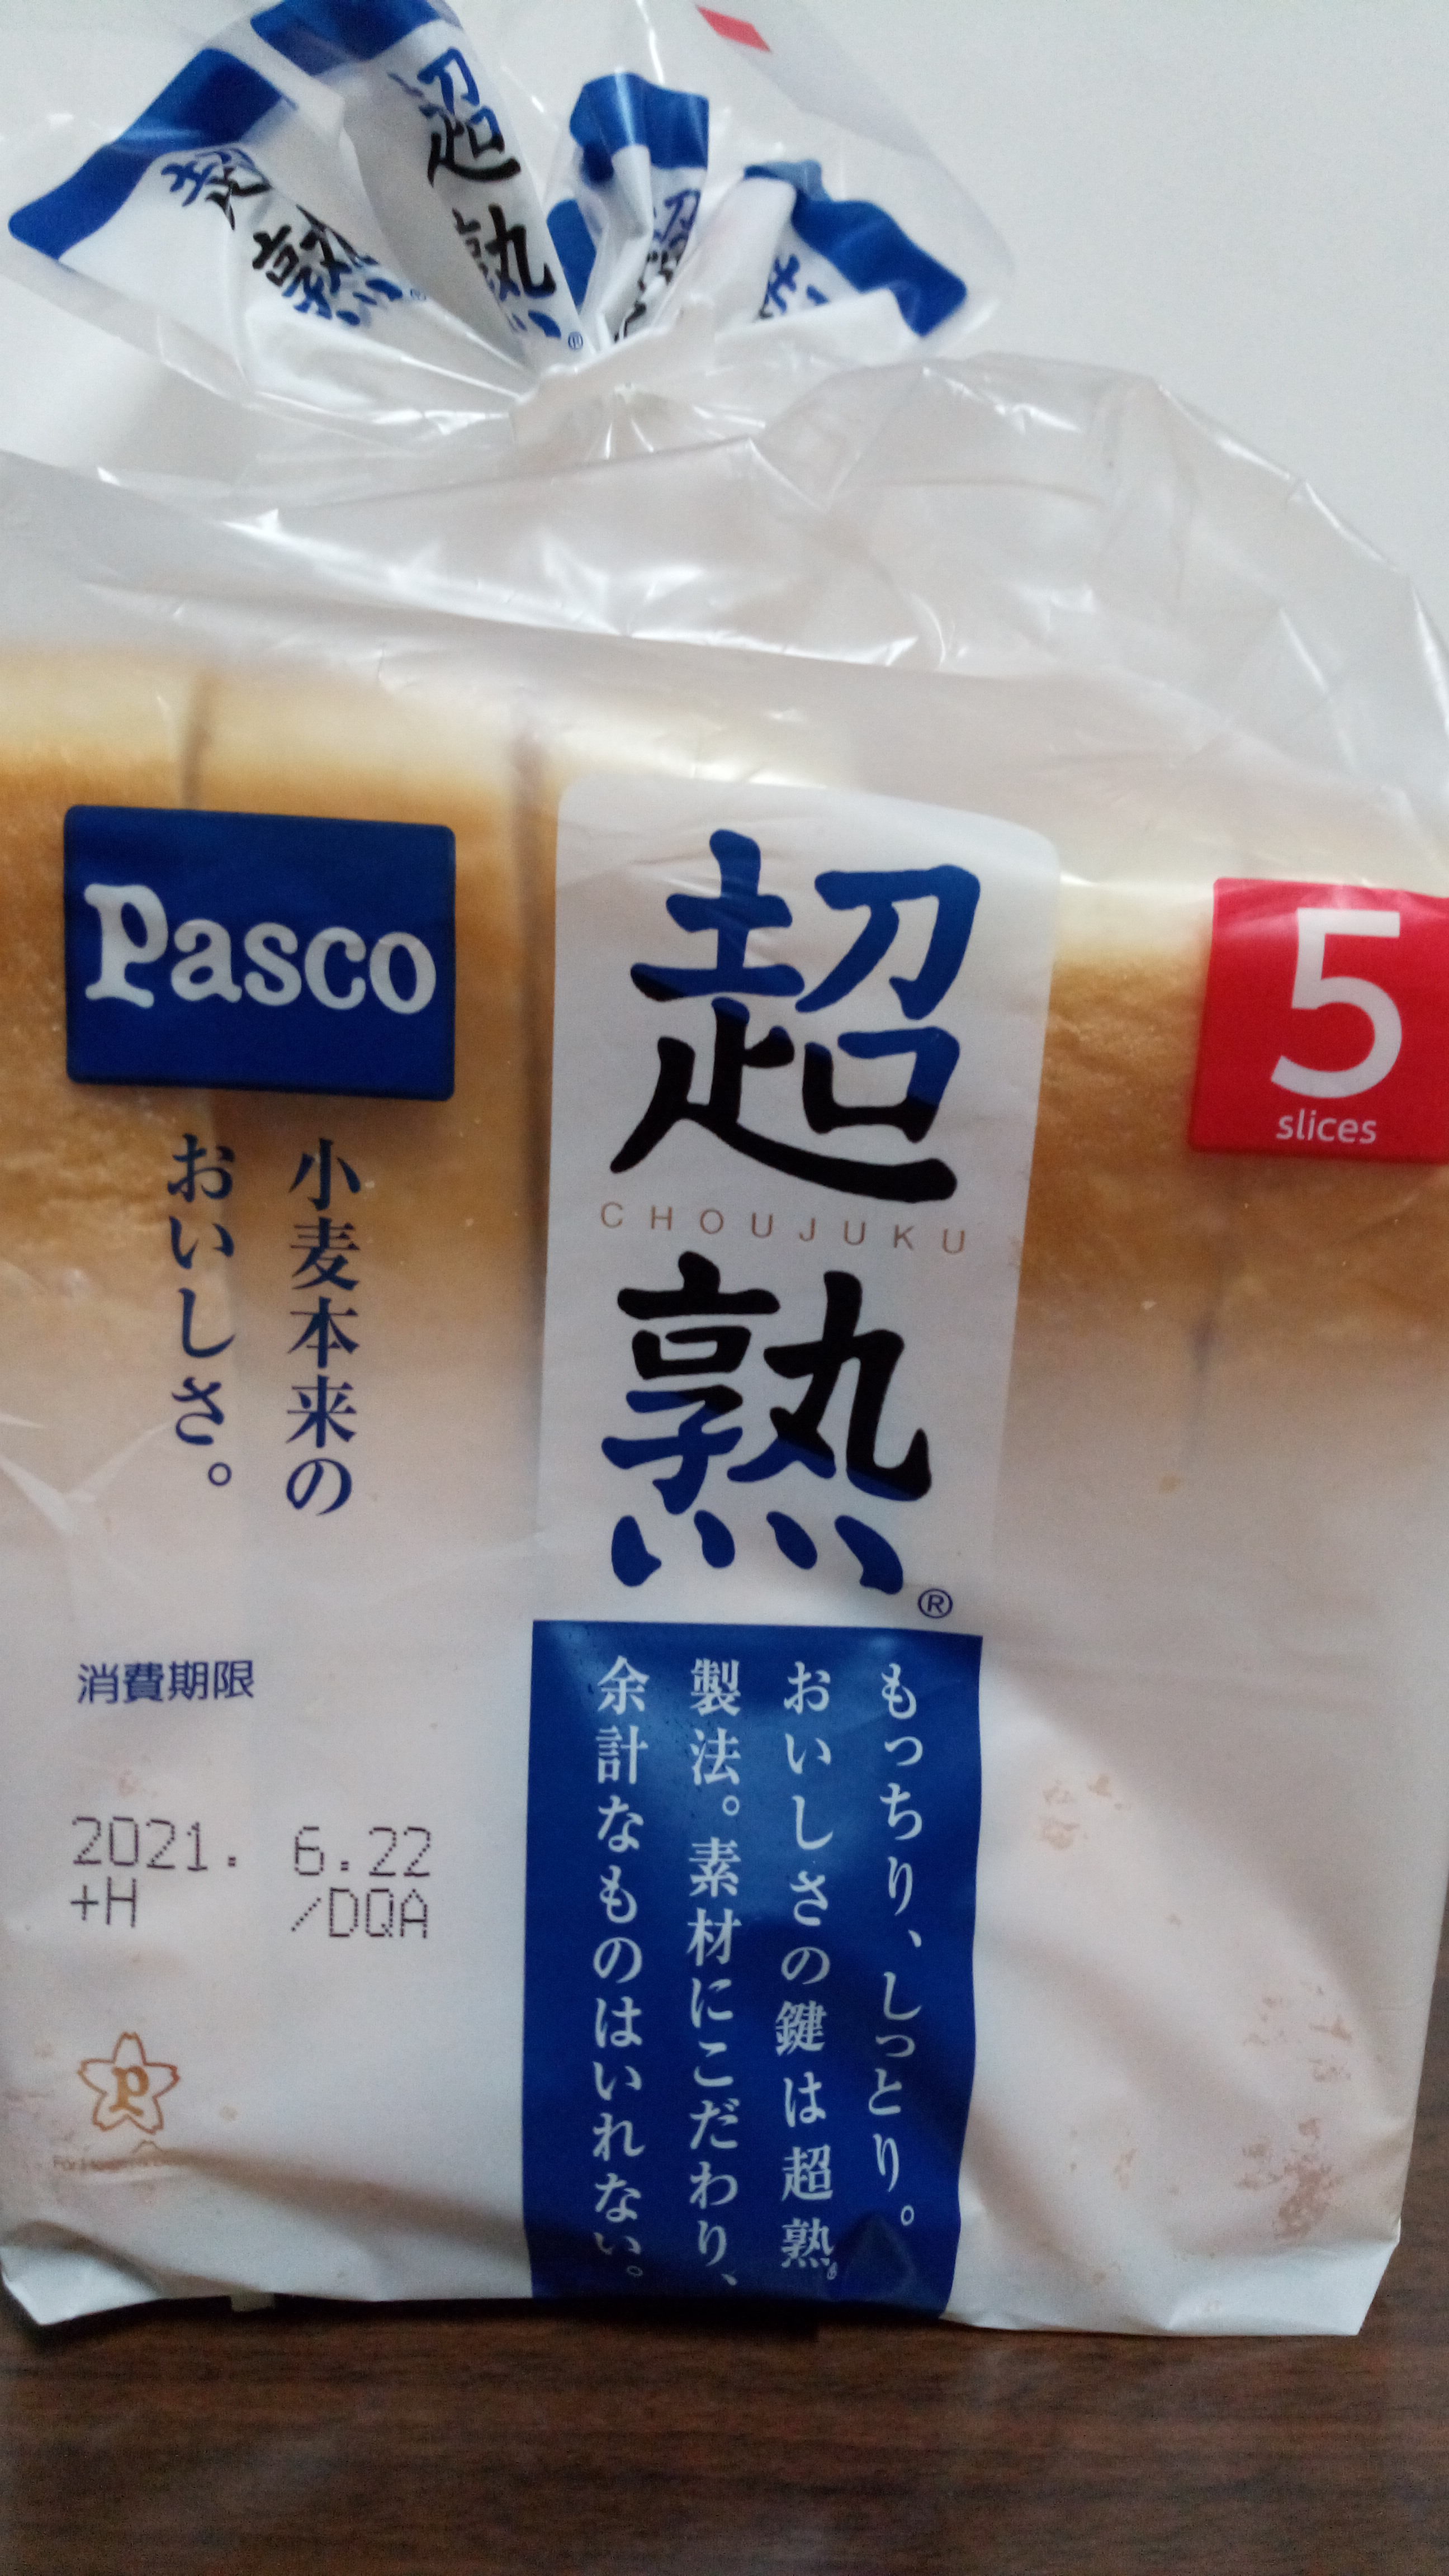 超熟®
超熟®
Pasco
小麦本来の
おいしさ。
超
CHOUJUKU
熟®
5
slices
もっちり、しっとり。
おいしさの鍵は超熟®
製法。素材にこだわり、
余計なものはいれない。
消費期限
2021. 6.22
+H /DQA
P